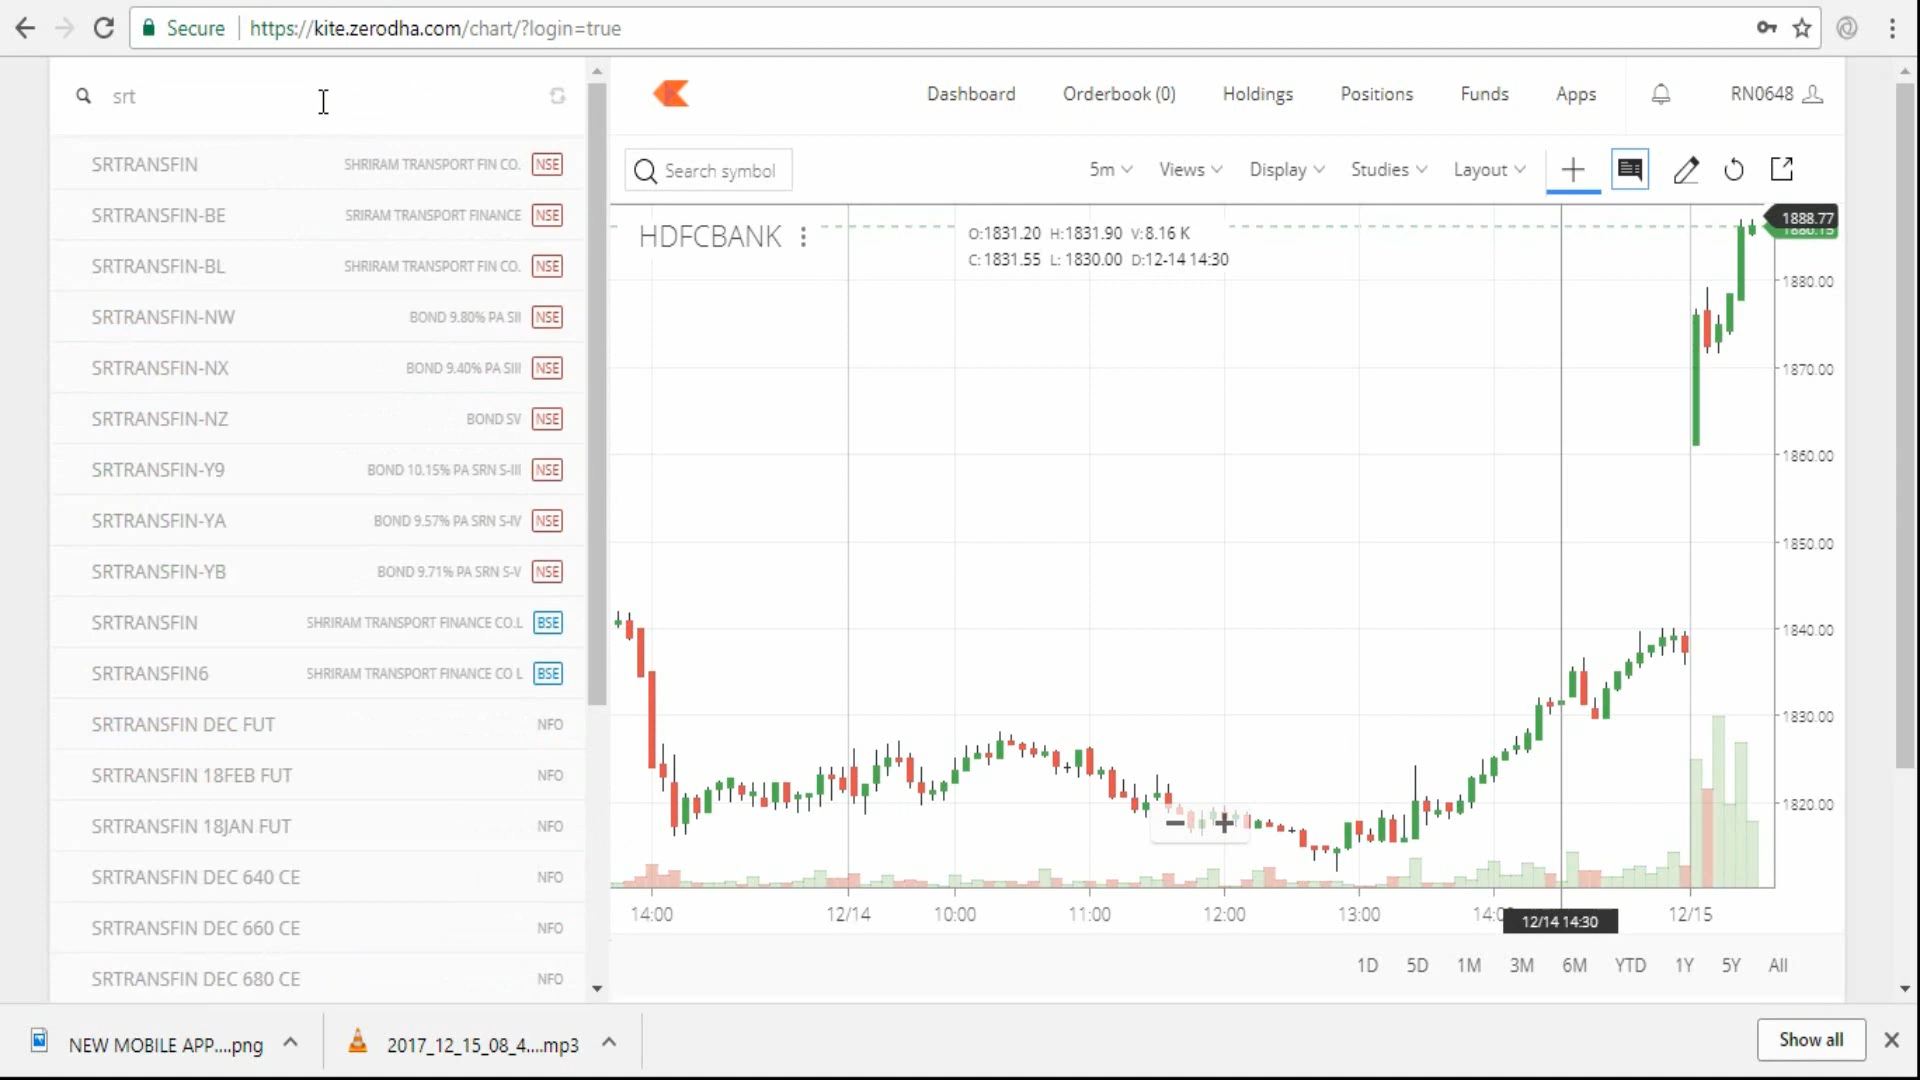 Secure https://kite.zerodha.com/chart/?login=true
srt
SRTRANSFIN SHRIRAM TRANSPORT FIN CO. NSE
SRTRANSFIN-BE SRIRAM TRANSPORT FINANCE NSE
SRTRANSFIN-BL SHRIRAM TRANSPORT FIN CO. NSE
SRTRANSFIN-NW BOND 9.80% PA SII NSE
SRTRANSFIN-NX BOND 9.40% PA SIII NSE
SRTRANSFIN-NZ BOND SV NSE
SRTRANSFIN-Y9 BOND 10.15% PA SRN S-III NSE
SRTRANSFIN-YA BOND 9.57% PA SRN S-IV NSE
SRTRANSFIN-YB BOND 9.71% PA SRN S-V NSE
SRTRANSFIN SHRIRAM TRANSPORT FINANCE CO.L BSE
SRTRANSFIN6 SHRIRAM TRANSPORT FINANCE CO L BSE
SRTRANSFIN DEC FUT NFO
SRTRANSFIN 18FEB FUT NFO
SRTRANSFIN 18JAN FUT NFO
SRTRANSFIN DEC 640 CE NFO
SRTRANSFIN DEC 660 CE NFO
SRTRANSFIN DEC 680 CE NFO
Dashboard Orderbook (0) Holdings Positions Funds Apps RN0648
Search symbol 5m Views Display Studies Layout
HDFCBANK
O:1831.20 H:1831.90 V:8.16 K
C: 1831.55 L: 1830.00 D:12-14 14:30
1888.77
1880.00
1870.00
1860.00
1850.00
1840.00
1830.00
1820.00
14:00 12/14 10:00 11:00 12:00 13:00 12/15
12/14 14:30
1D 5D 1M 3M 6M YTD 1Y 5Y All
NEW MOBILE APP....png 2017_12_15_08_4....mp3 Show all